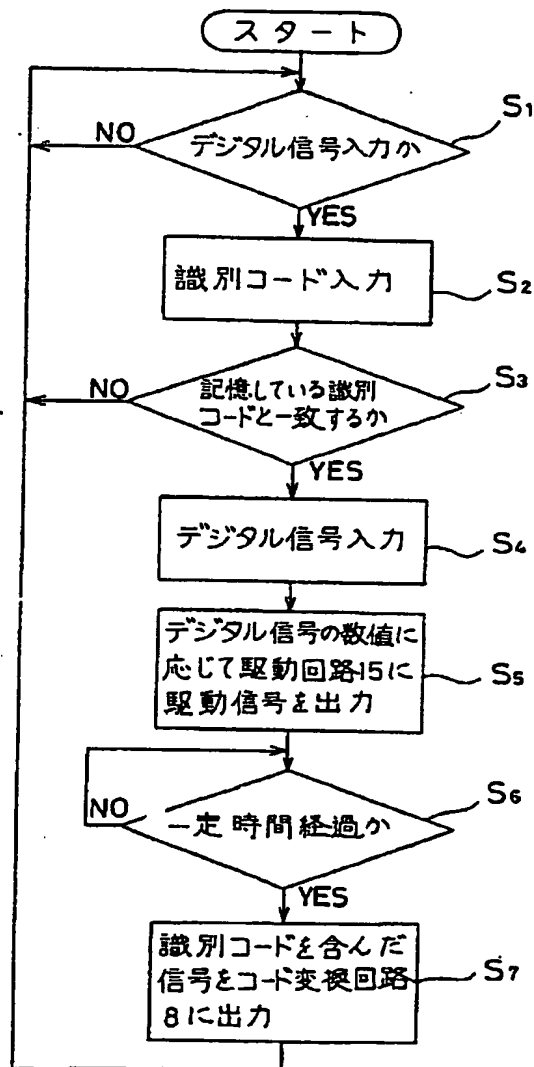 スタート
S1
NO
デジタル信号入力か
YES
識別コード入力
S2
NO
記憶している識別
コードと一致するか
S3
YES
デジタル信号入力
S4
デジタル信号の数値に
応じて駆動回路15に
駆動信号を出力
S5
NO
一定時間経過か
S6
YES
識別コードを含んだ
信号をコード変換回路
8に出力
S7